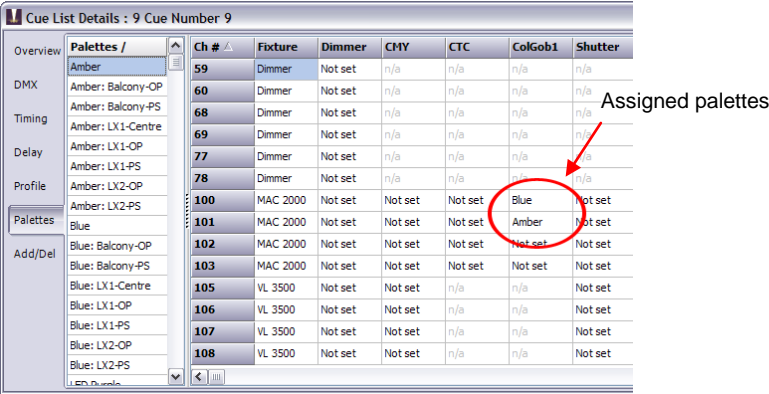 Cue List Details : 9 Cue Number 9
Overview
DMX
Timing
Delay
Profile
Palettes
Add/Del
Palettes /
Amber
Amber: Balcony-OP
Amber: Balcony-PS
Amber: LX1-Centre
Amber: LX1-OP
Amber: LX1-PS
Amber: LX2-OP
Amber: LX2-PS
Blue
Blue: Balcony-OP
Blue: Balcony-PS
Blue: LX1-Centre
Blue: LX1-OP
Blue: LX1-PS
Blue: LX2-OP
Blue: LX2-PS
LED Purple
Ch # Fixture Dimmer CMY CTC ColGob1 Shutter
59 Dimmer Not set n/a n/a n/a n/a
60 Dimmer Not set n/a n/a n/a n/a
68 Dimmer Not set n/a n/a n/a n/a
69 Dimmer Not set n/a n/a n/a n/a
77 Dimmer Not set n/a n/a n/a n/a
78 Dimmer Not set n/a n/a n/a n/a
100 MAC 2000 Not set Not set Not set Blue Not set
101 MAC 2000 Not set Not set Not set Amber Not set
102 MAC 2000 Not set Not set Not set Not set Not set
103 MAC 2000 Not set Not set Not set Not set Not set
105 VL 3500 Not set Not set n/a n/a Not set
106 VL 3500 Not set Not set n/a n/a Not set
107 VL 3500 Not set Not set n/a n/a Not set
108 VL 3500 Not set Not set n/a n/a Not set
Assigned palettes